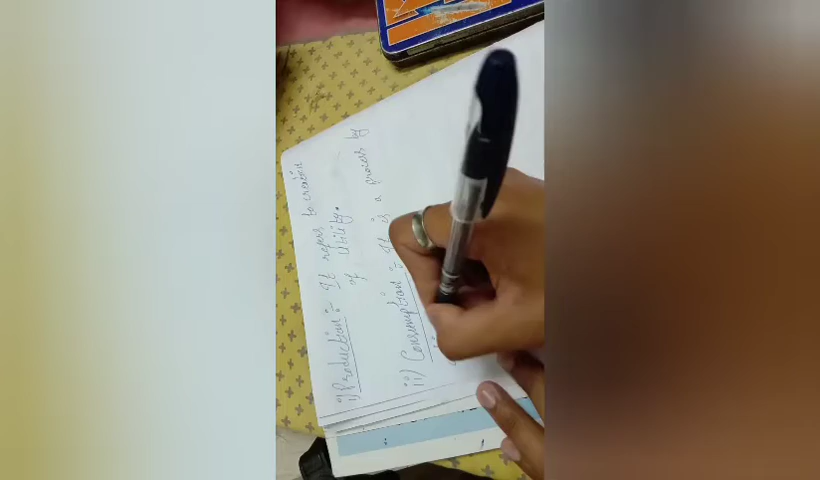 i) Production :- It refers to creation
of Utility.
ii) Consumption :- It is a process by